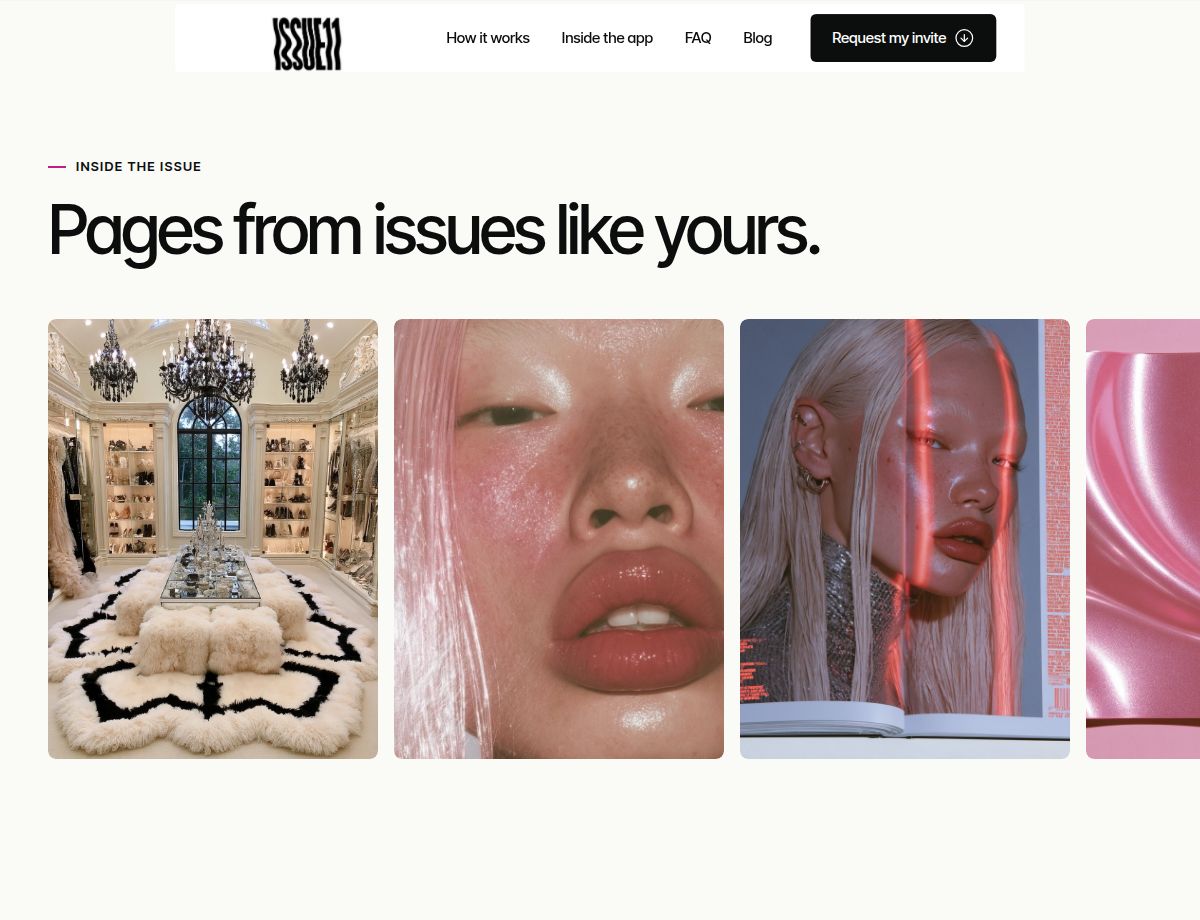 ISSUE11
How it works
Inside the app
FAQ
Blog
Request my invite
INSIDE THE ISSUE
Pages from issues like yours.